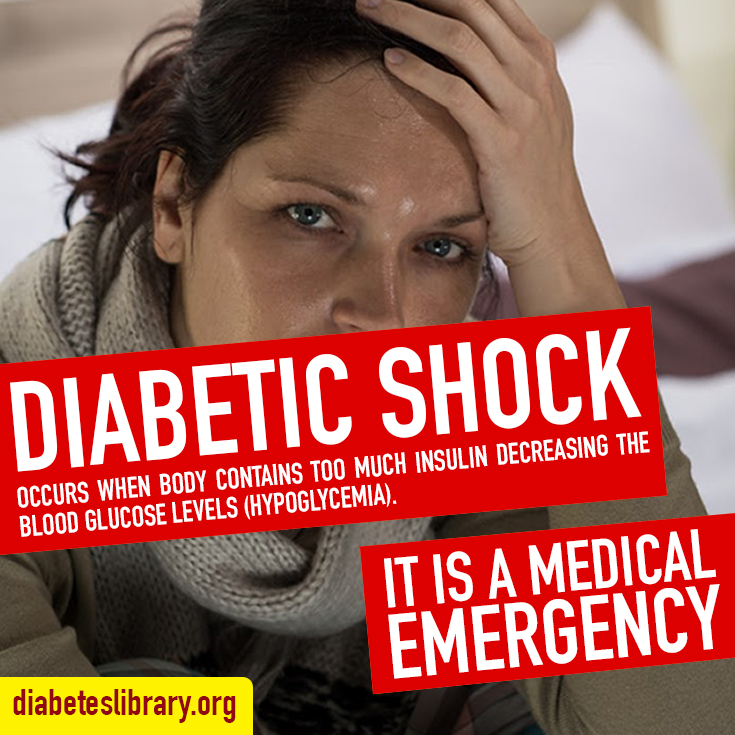 DIABETIC SHOCK
OCCURS WHEN BODY CONTAINS TOO MUCH INSULIN DECREASING THE
BLOOD GLUCOSE LEVELS (HYPOGLYCEMIA).
IT IS A MEDICAL
EMERGENCY
diabeteslibrary.org